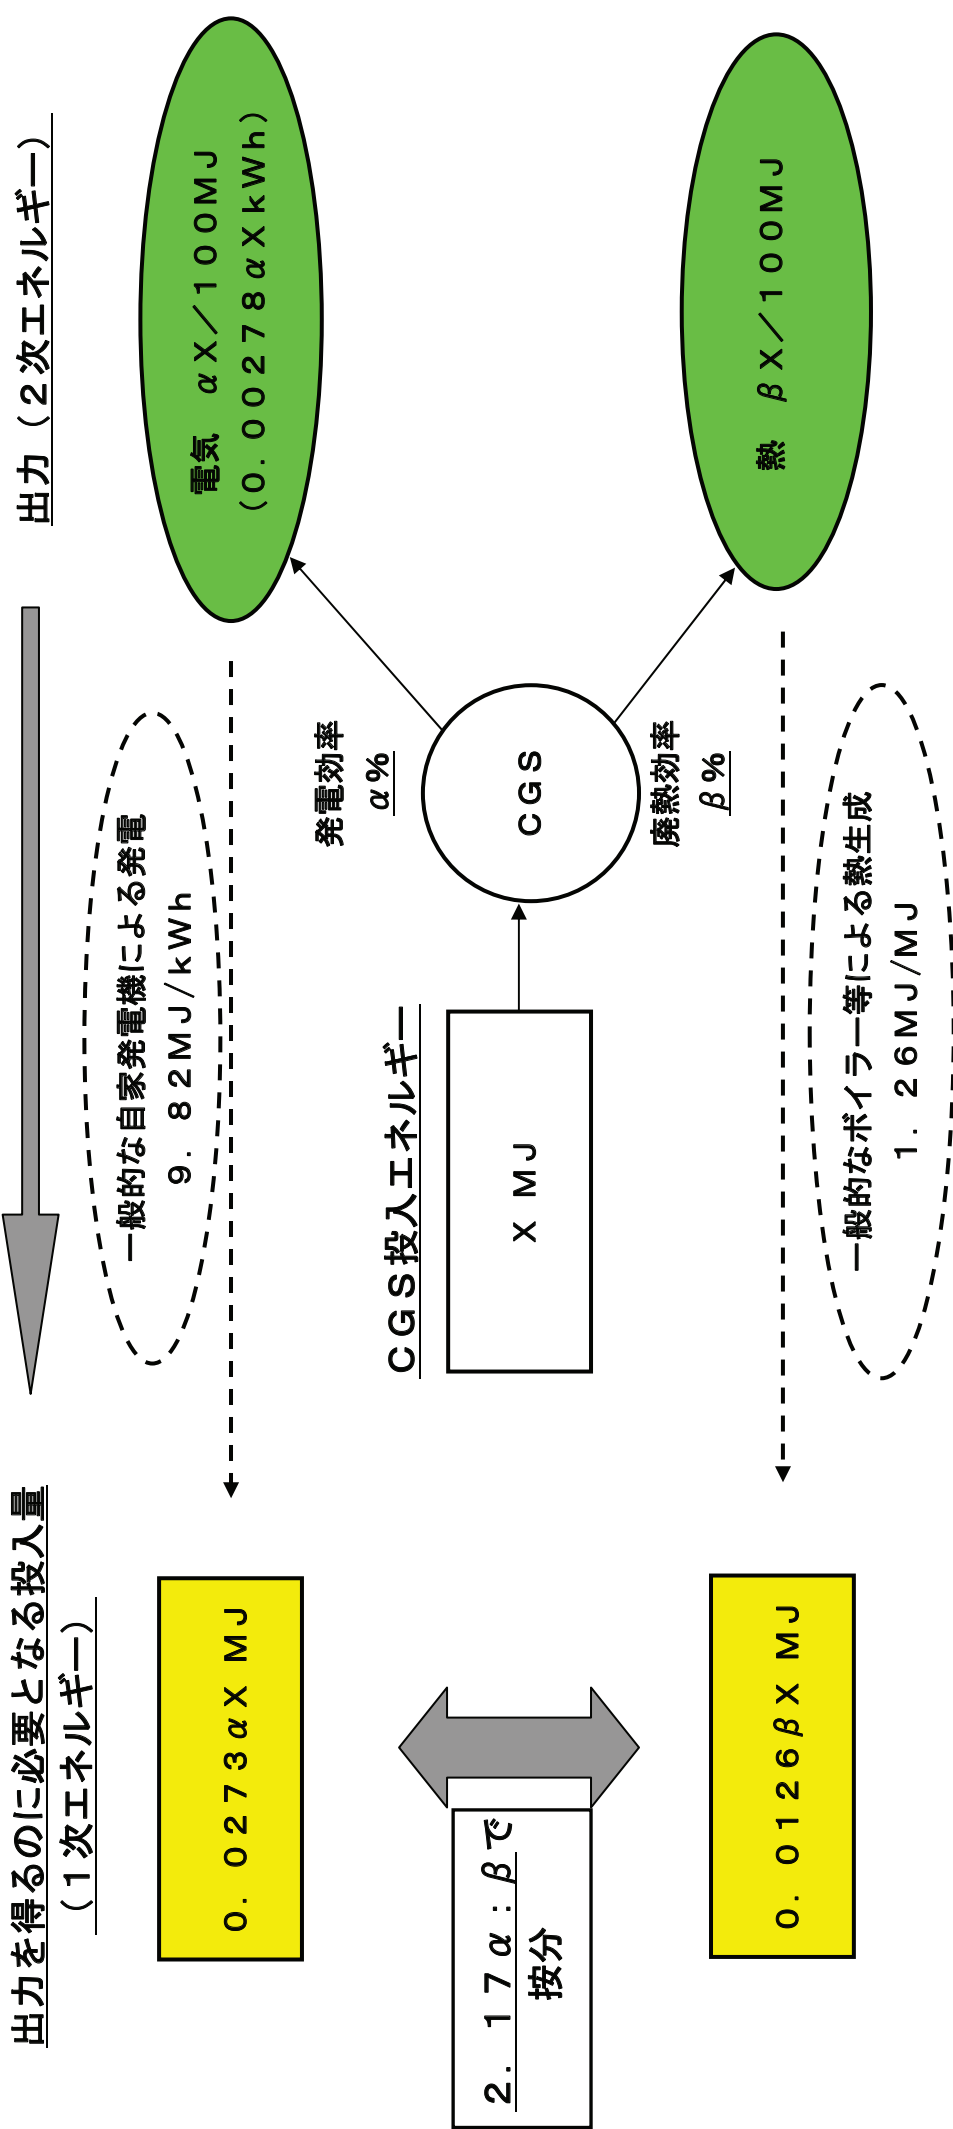 出力を得るのに必要となる投入量
（１次エネルギー）
出力（２次エネルギー）
一般的な自家発電機による発電
９．８２ＭＪ/ｋＷｈ
０．０２７３αＸ ＭＪ
電気　αＸ／１００ＭＪ
（０．００２７８αＸｋＷｈ）
発電効率
α％
ＣＧＳ投入エネルギー
Ｘ ＭＪ
ＣＧＳ
２．１７α：βで
按分
廃熱効率
β％
０．０１２６βＸ ＭＪ
熱　βＸ／１００ＭＪ
一般的なボイラー等による熱生成
１．２６ＭＪ/ＭＪ